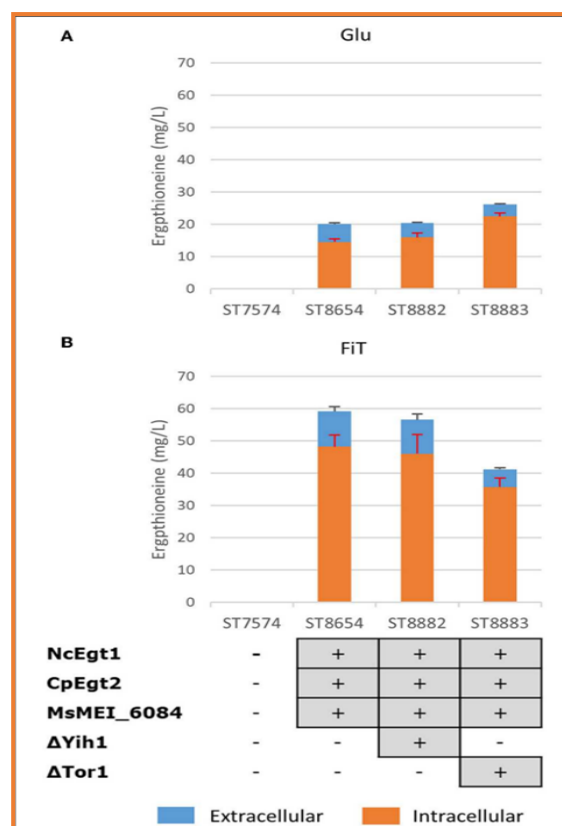 A
Glu
Ergpthioneine (mg/L)
70
60
50
40
30
20
10
0
ST7574 ST8654 ST8882 ST8883
B
FiT
Ergpthioneine (mg/L)
70
60
50
40
30
20
10
0
ST7574 ST8654 ST8882 ST8883
NcEgt1 - + + +
CpEgt2 - + + +
MsMEI_6084 - + + +
ΔYih1 - - + -
ΔTor1 - - - +
Extracellular Intracellular